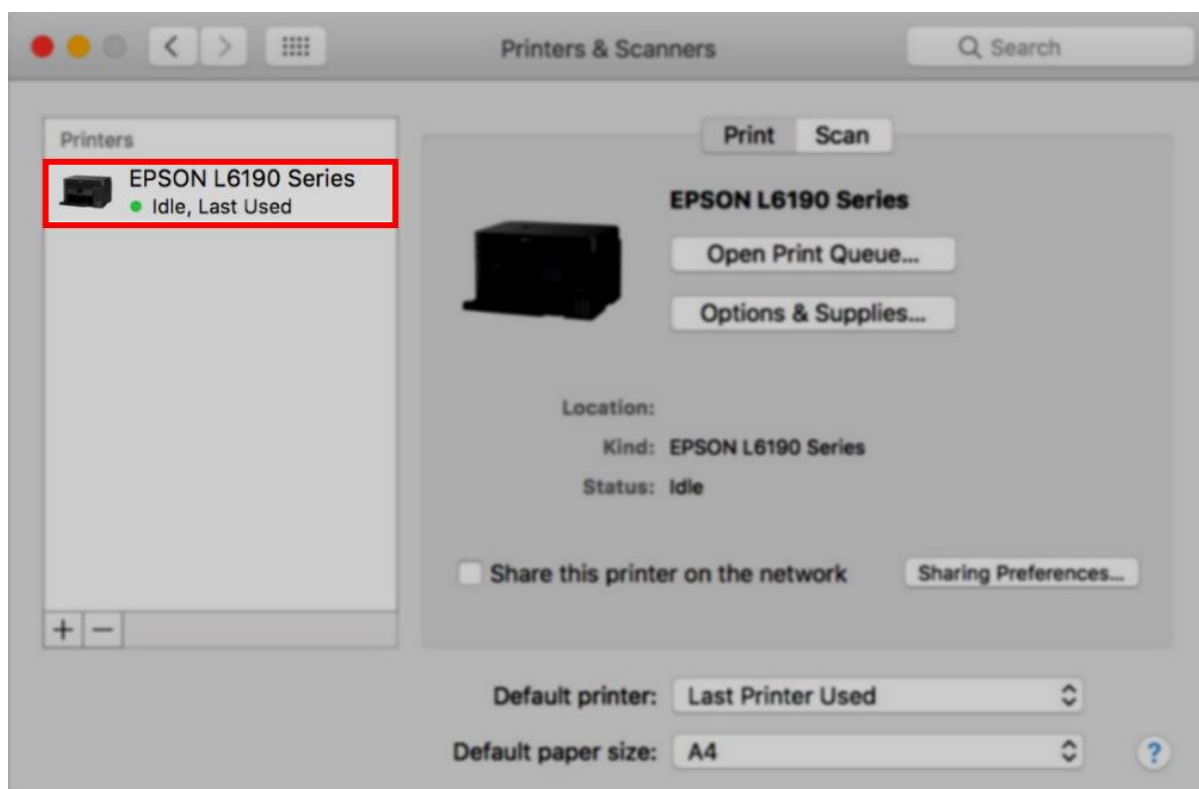 Printers & Scanners
Search
Printers
EPSON L6190 Series
Idle, Last Used
Print Scan
EPSON L6190 Series
Open Print Queue...
Options & Supplies...
Location:
Kind: EPSON L6190 Series
Status: Idle
Share this printer on the network
Sharing Preferences...
+ −
Default printer: Last Printer Used
Default paper size: A4
?